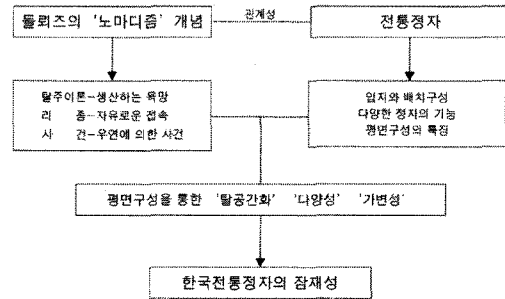 들뢰즈의 '노마디즘' 개념
관계성
전통정자
탈주이론-생산하는 욕망
리 좀-자유로운 접속
사 건-우연에 의한 사건
입지와 배치구성
다양한 정자의 기능
평면구성의 특징
평면구성을 통한 '탈공간화' '다양성' '가변성'
한국전통정자의 잠재성